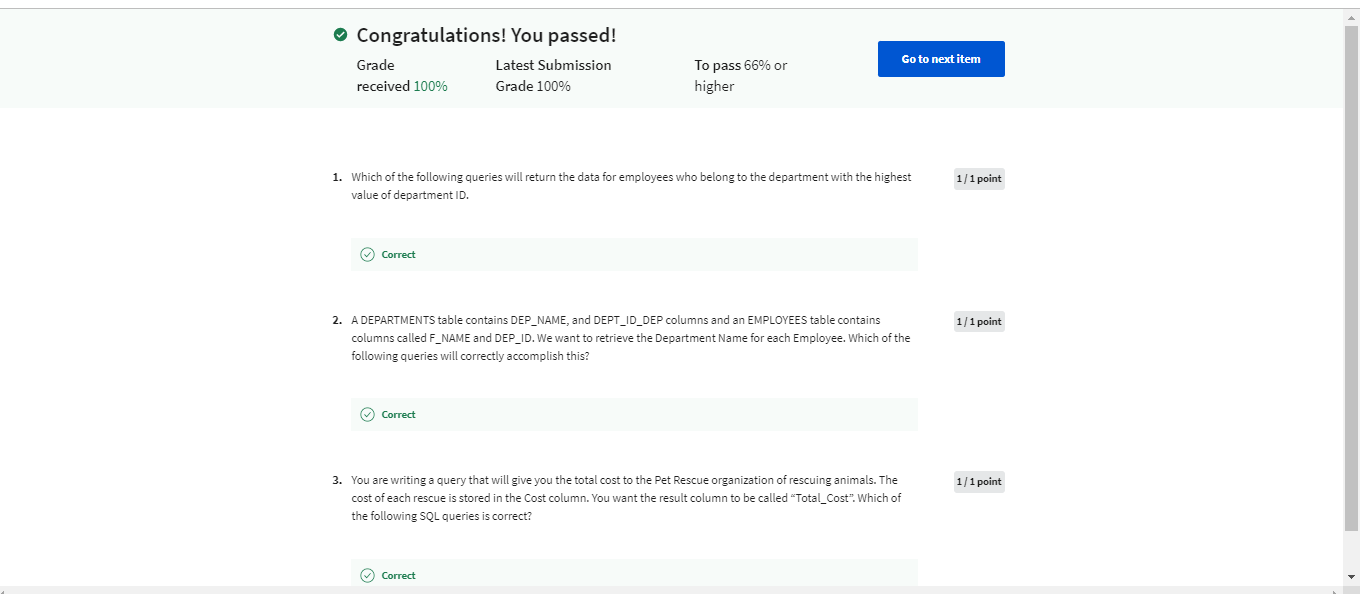 Congratulations! You passed!
Grade received 100%
Latest Submission Grade 100%
To pass 66% or higher
Go to next item
1. Which of the following queries will return the data for employees who belong to the department with the highest
value of department ID.
1 / 1 point
Correct
2. A DEPARTMENTS table contains DEP_NAME, and DEPT_ID_DEP columns and an EMPLOYEES table contains
columns called F_NAME and DEP_ID. We want to retrieve the Department Name for each Employee. Which of the
following queries will correctly accomplish this?
1 / 1 point
Correct
3. You are writing a query that will give you the total cost to the Pet Rescue organization of rescuing animals. The
cost of each rescue is stored in the Cost column. You want the result column to be called “Total_Cost”. Which of
the following SQL queries is correct?
1 / 1 point
Correct